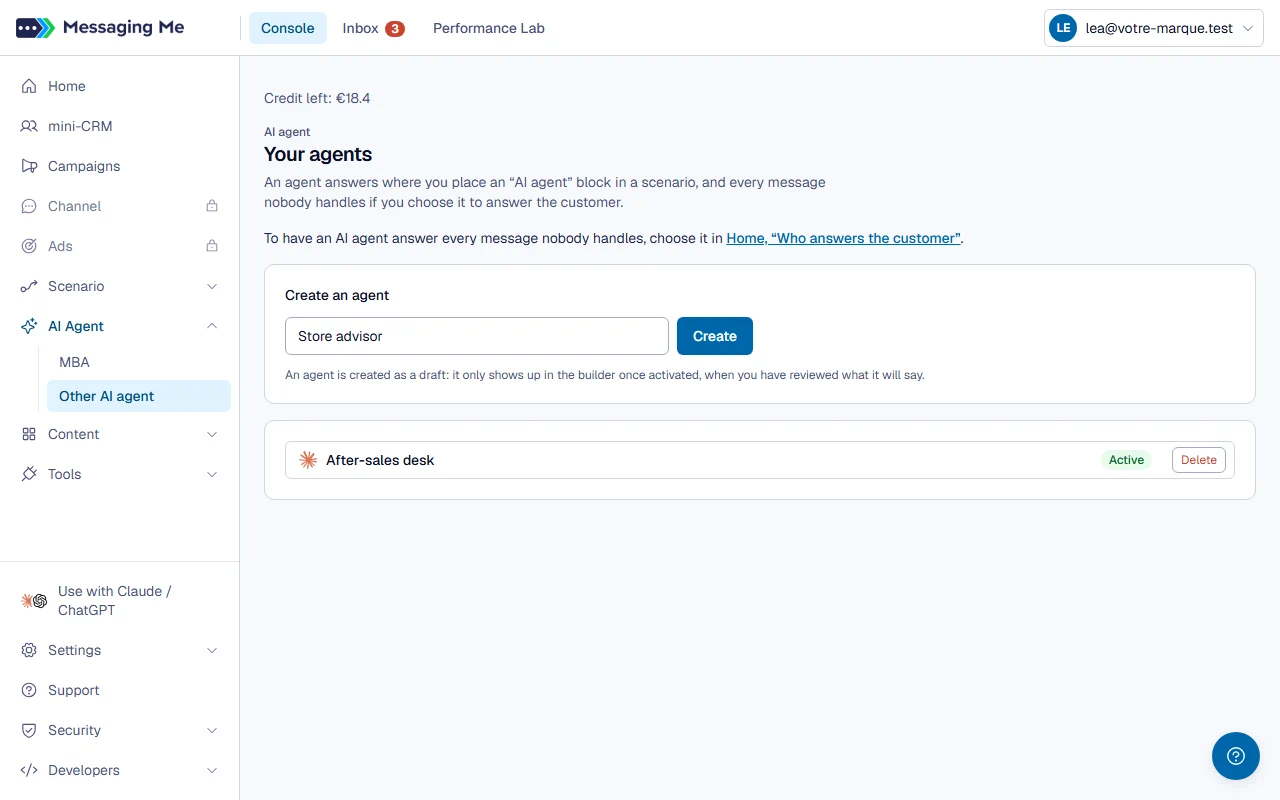 Messaging Me
Console
Inbox 3
Performance Lab
LE lea@votre-marque.test
Home
mini-CRM
Campaigns
Channel
Ads
Scenario
AI Agent
MBA
Other AI agent
Content
Tools
Use with Claude /
ChatGPT
Settings
Support
Security
Developers
Credit left: €18.4
AI agent
Your agents
An agent answers where you place an “AI agent” block in a scenario, and every message
nobody handles if you choose it to answer the customer.
To have an AI agent answer every message nobody handles, choose it in Home, “Who answers the customer”.
Create an agent
Store advisor
Create
An agent is created as a draft: it only shows up in the builder once activated, when you have reviewed what it will say.
After-sales desk
Active
Delete